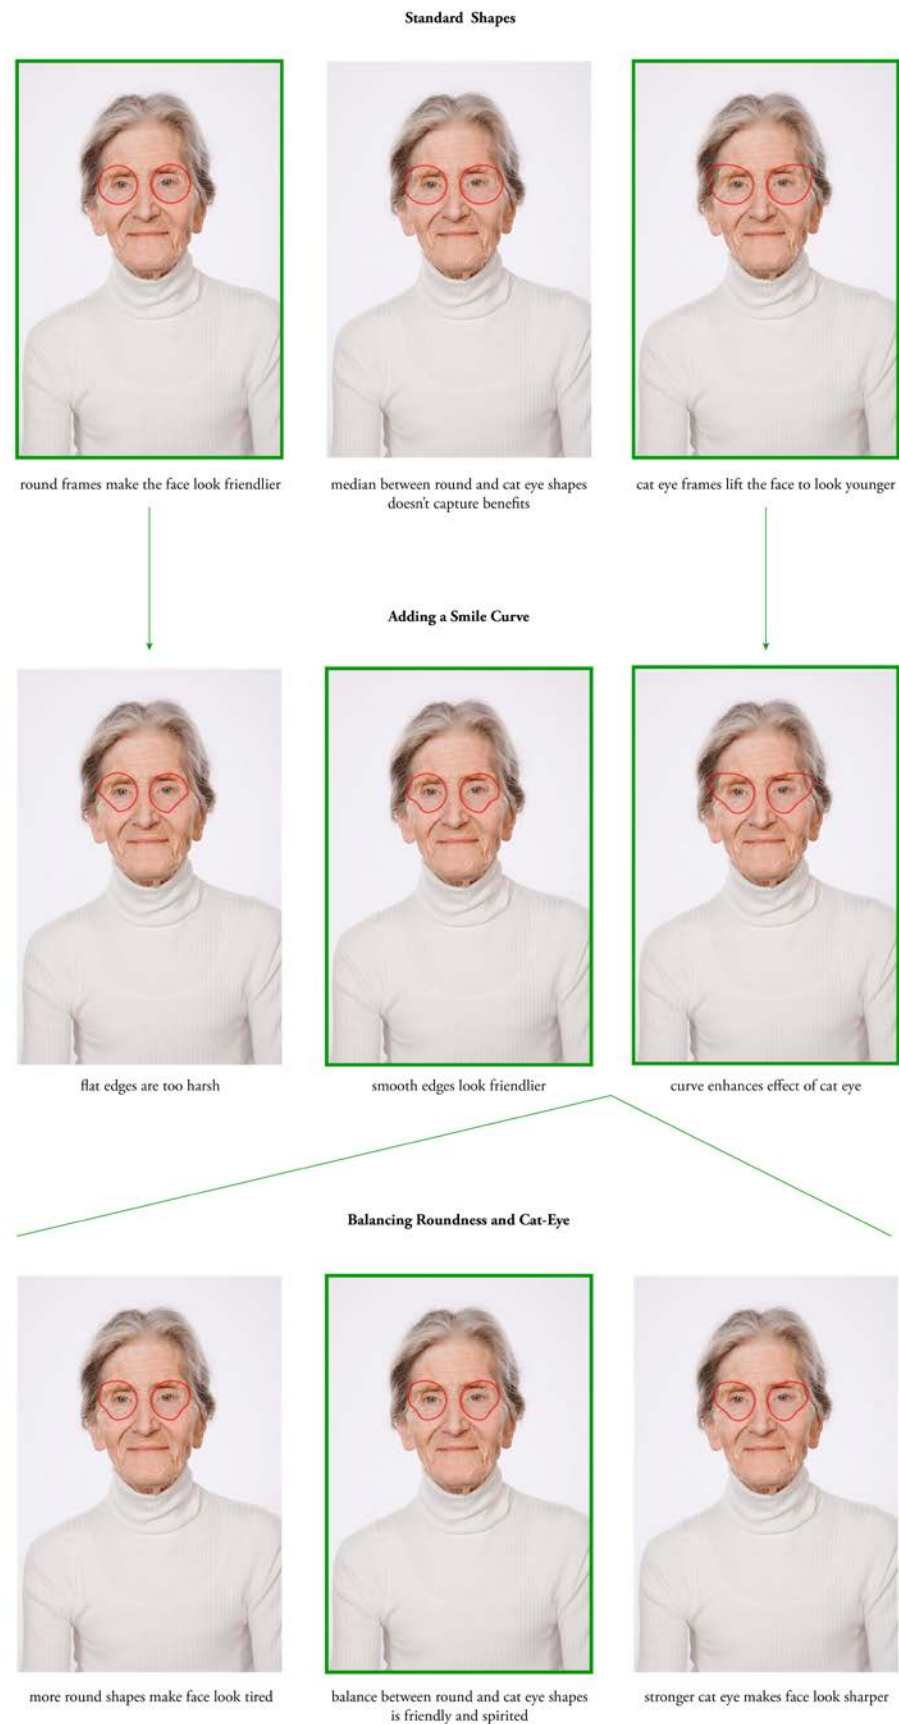 Standard Shapes
round frames make the face look friendlier
median between round and cat eye shapes
doesn't capture benefits
cat eye frames lift the face to look younger
Adding a Smile Curve
flat edges are too harsh
smooth edges look friendlier
curve enhances effect of cat eye
Balancing Roundness and Cat-Eye
more round shapes make face look tired
balance between round and cat eye shapes
is friendly and spirited
stronger cat eye makes face look sharper